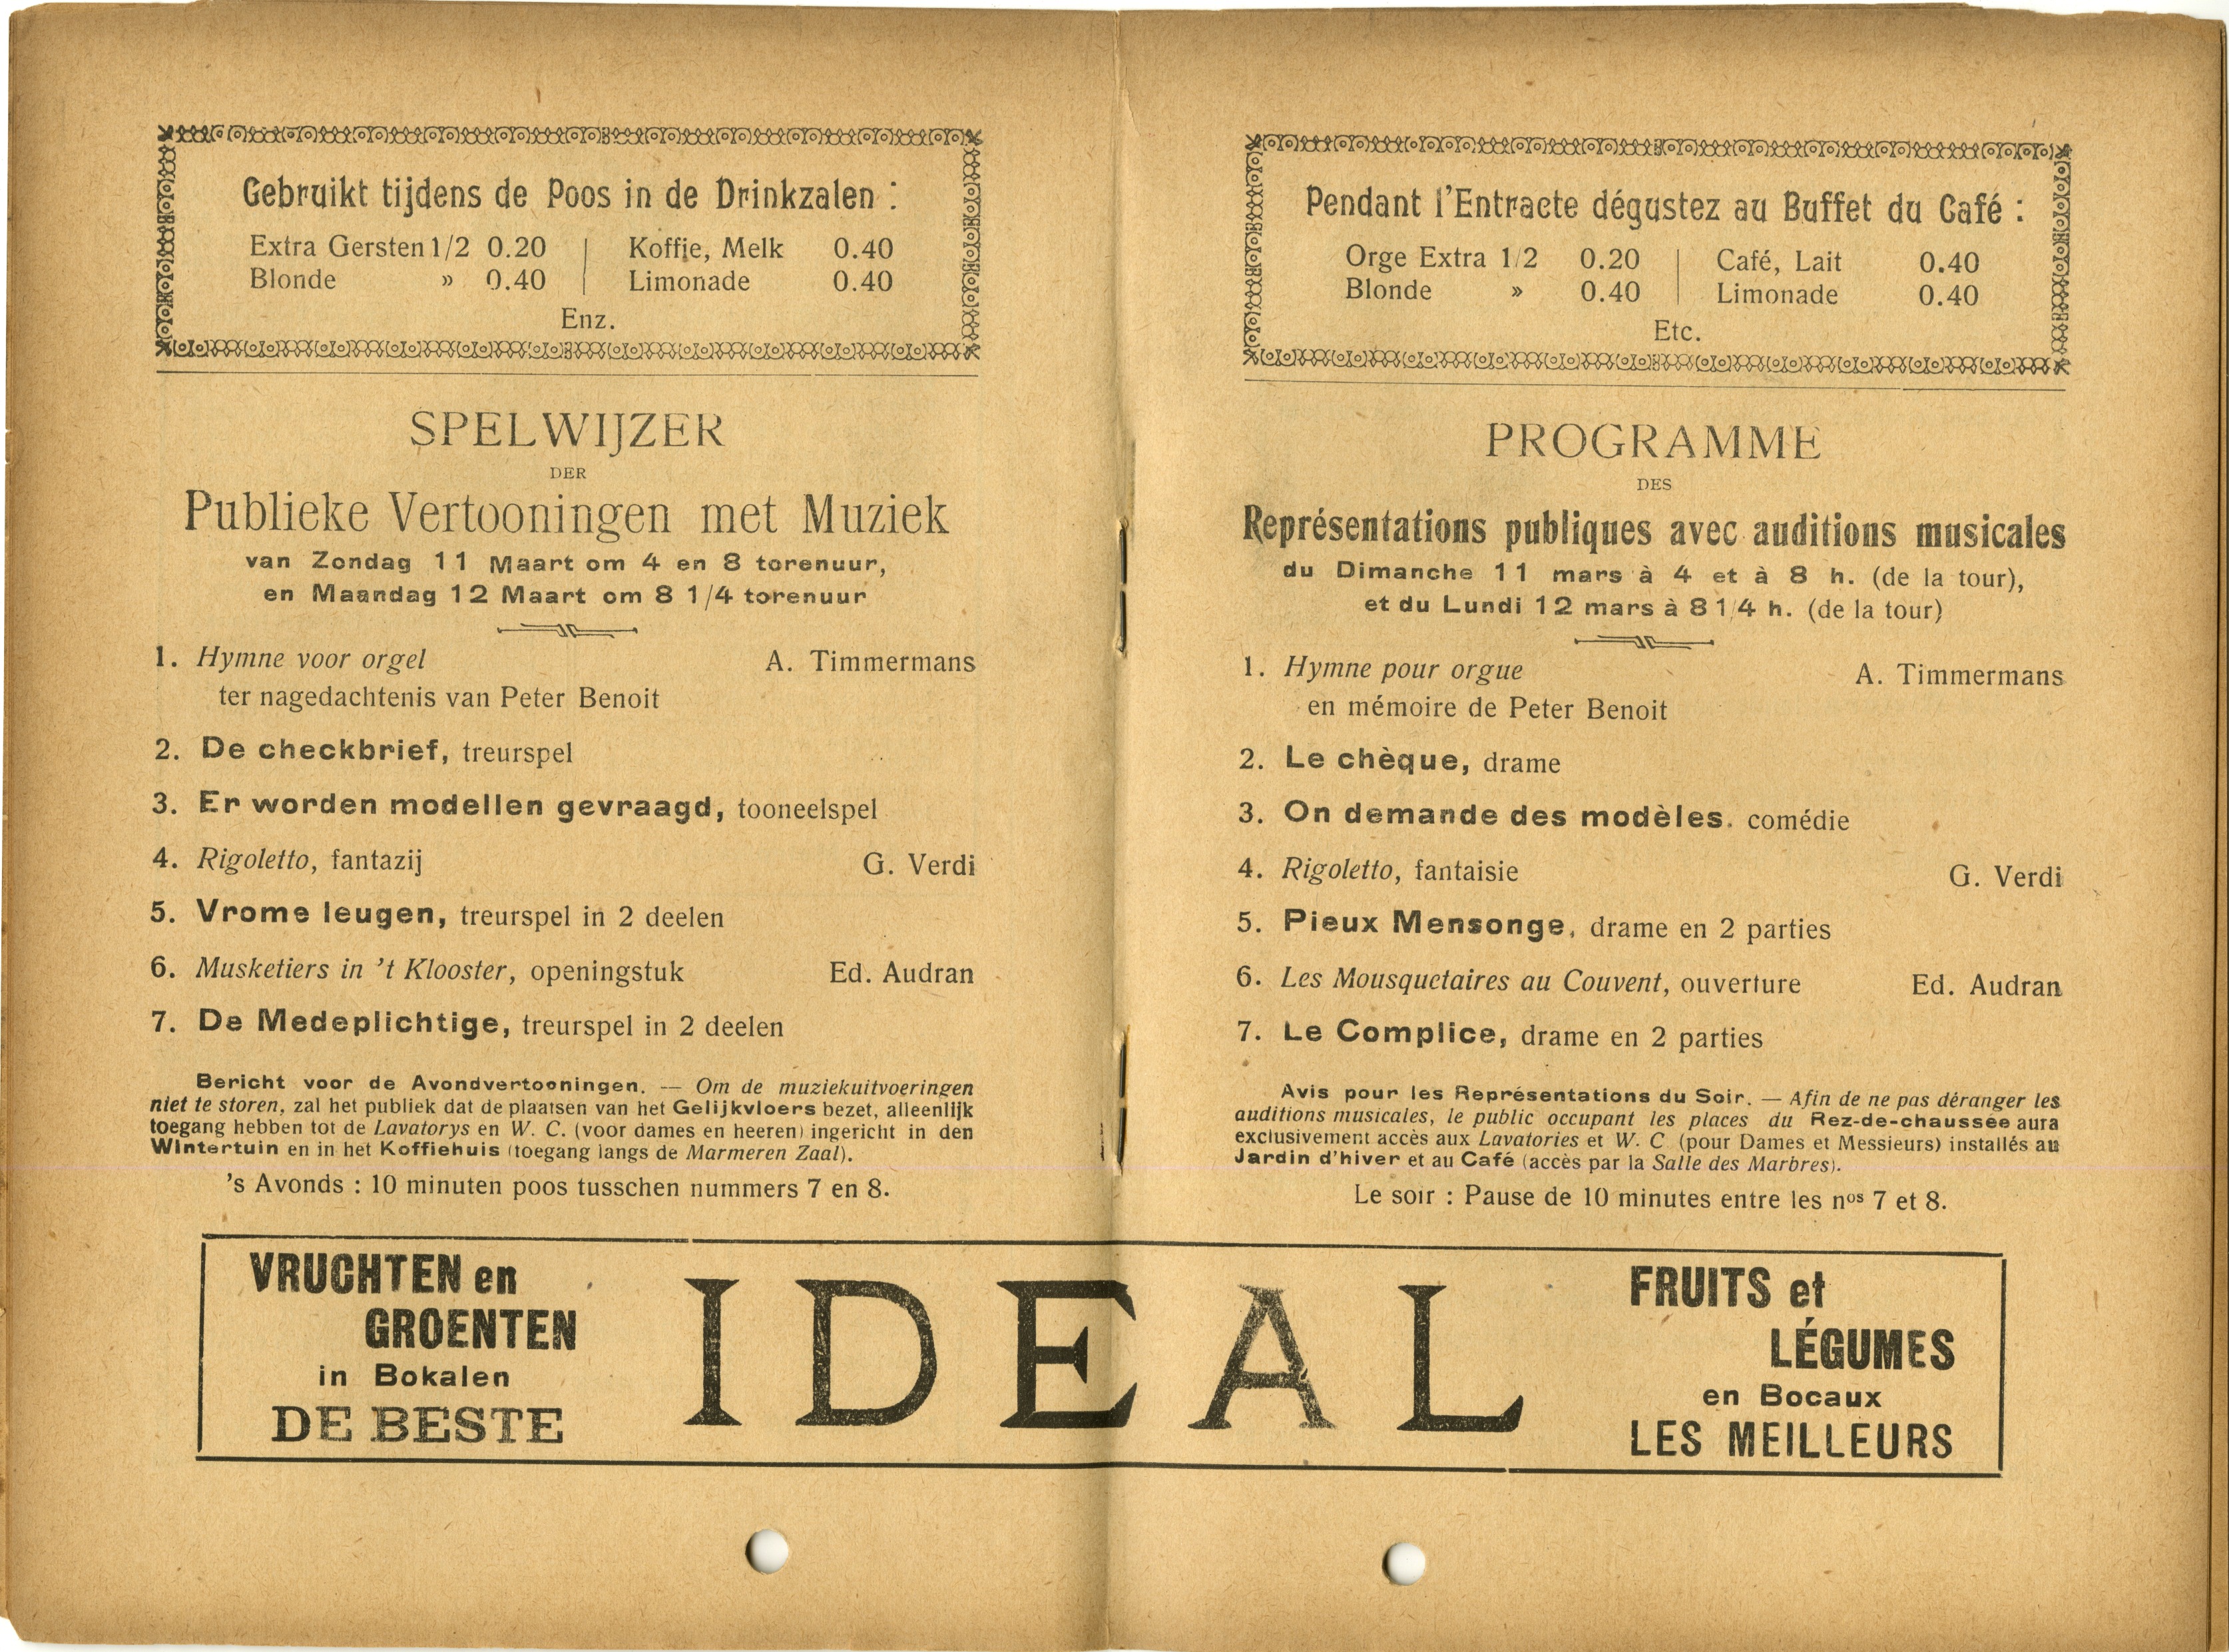 Gebruikt tijdens de Poos in de Drinkzalen :
Extra Gersten 1/2 0.20 | Koffie, Melk 0.40
Blonde » 0.40 | Limonade 0.40
Enz.
SPELWIJZER
DER
Publieke Vertooningen met Muziek
van Zondag 11 Maart om 4 en 8 torenuur,
en Maandag 12 Maart om 8 1/4 torenuur
1. Hymne voor orgel A. Timmermans
ter nagedachtenis van Peter Benoit
2. De checkbrief, treurspel
3. Er worden modellen gevraagd, tooneelspel
4. Rigoletto, fantazij G. Verdi
5. Vrome leugen, treurspel in 2 deelen
6. Musketiers in 't Klooster, openingstuk Ed. Audran
7. De Medeplichtige, treurspel in 2 deelen
Bericht voor de Avondvertooningen. — Om de muziekuitvoeringen
niet te storen, zal het publiek dat de plaatsen van het Gelijkvloers bezet, alleenlijk
toegang hebben tot de Lavatorys en W. C. (voor dames en heeren) ingericht in den
Wintertuin en in het Koffiehuis (toegang langs de Marmeren Zaal).
's Avonds : 10 minuten poos tusschen nummers 7 en 8.
Pendant l'Entracte dégustez au Buffet du Café :
Orge Extra 1/2 0.20 | Café, Lait 0.40
Blonde » 0.40 | Limonade 0.40
Etc.
PROGRAMME
DES
Représentations publiques avec auditions musicales
du Dimanche 11 mars à 4 et à 8 h. (de la tour),
et du Lundi 12 mars à 8 1/4 h. (de la tour)
1. Hymne pour orgue A. Timmermans
en mémoire de Peter Benoit
2. Le chèque, drame
3. On demande des modèles. comédie
4. Rigoletto, fantaisie G. Verdi
5. Pieux Mensonge, drame en 2 parties
6. Les Mousquetaires au Couvent, ouverture Ed. Audran
7. Le Complice, drame en 2 parties
Avis pour les Représentations du Soir. — Afin de ne pas déranger les
auditions musicales, le public occupant les places du Rez-de-chaussée aura
exclusivement accès aux Lavatories et W. C (pour Dames et Messieurs) installés au
Jardin d'hiver et au Café (accès par la Salle des Marbres).
Le soir : Pause de 10 minutes entre les nos 7 et 8.
VRUCHTEN en
GROENTEN
in Bokalen
DE BESTE
IDEAL
FRUITS et
LÉGUMES
en Bocaux
LES MEILLEURS